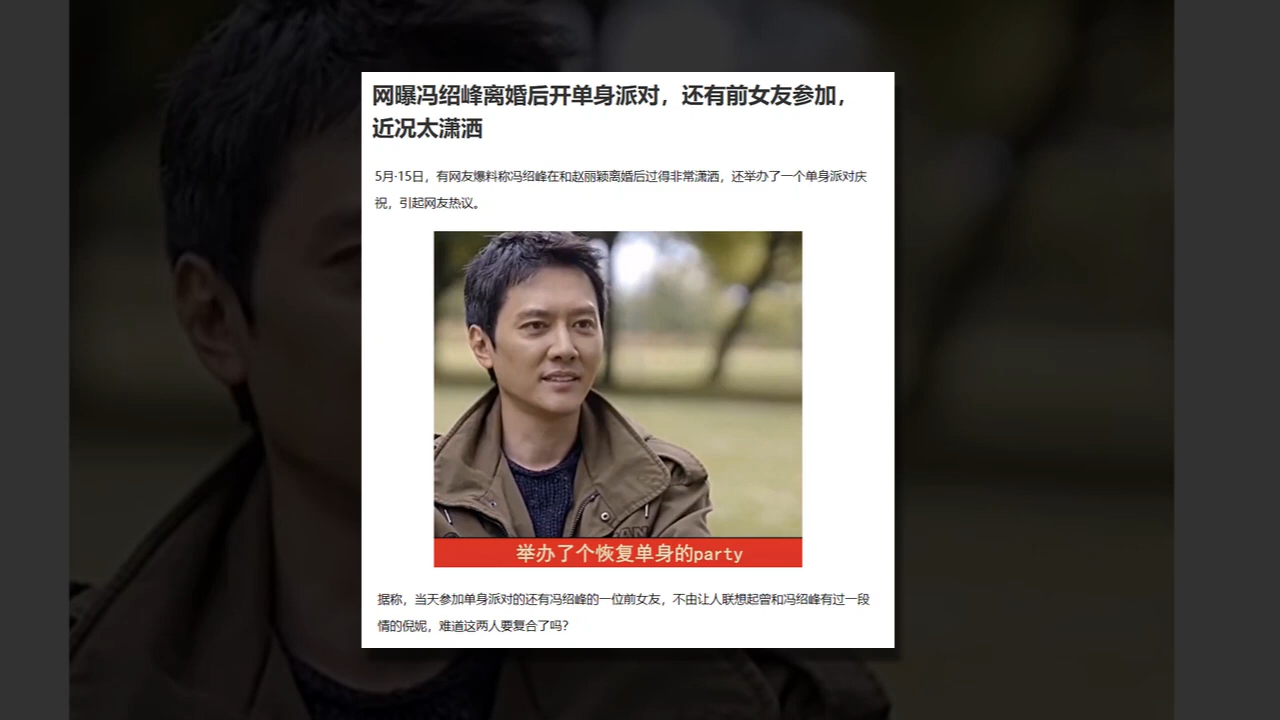 网曝冯绍峰离婚后开单身派对，还有前女友参加，
近况太潇洒
5月·15日，有网友爆料称冯绍峰在和赵丽颖离婚后过得非常潇洒，还举办了一个单身派对庆
祝，引起网友热议。
举办了个恢复单身的party
据称，当天参加单身派对的还有冯绍峰的一位前女友，不由让人联想起曾和冯绍峰有过一段
情的倪妮，难道这两人要复合了吗？